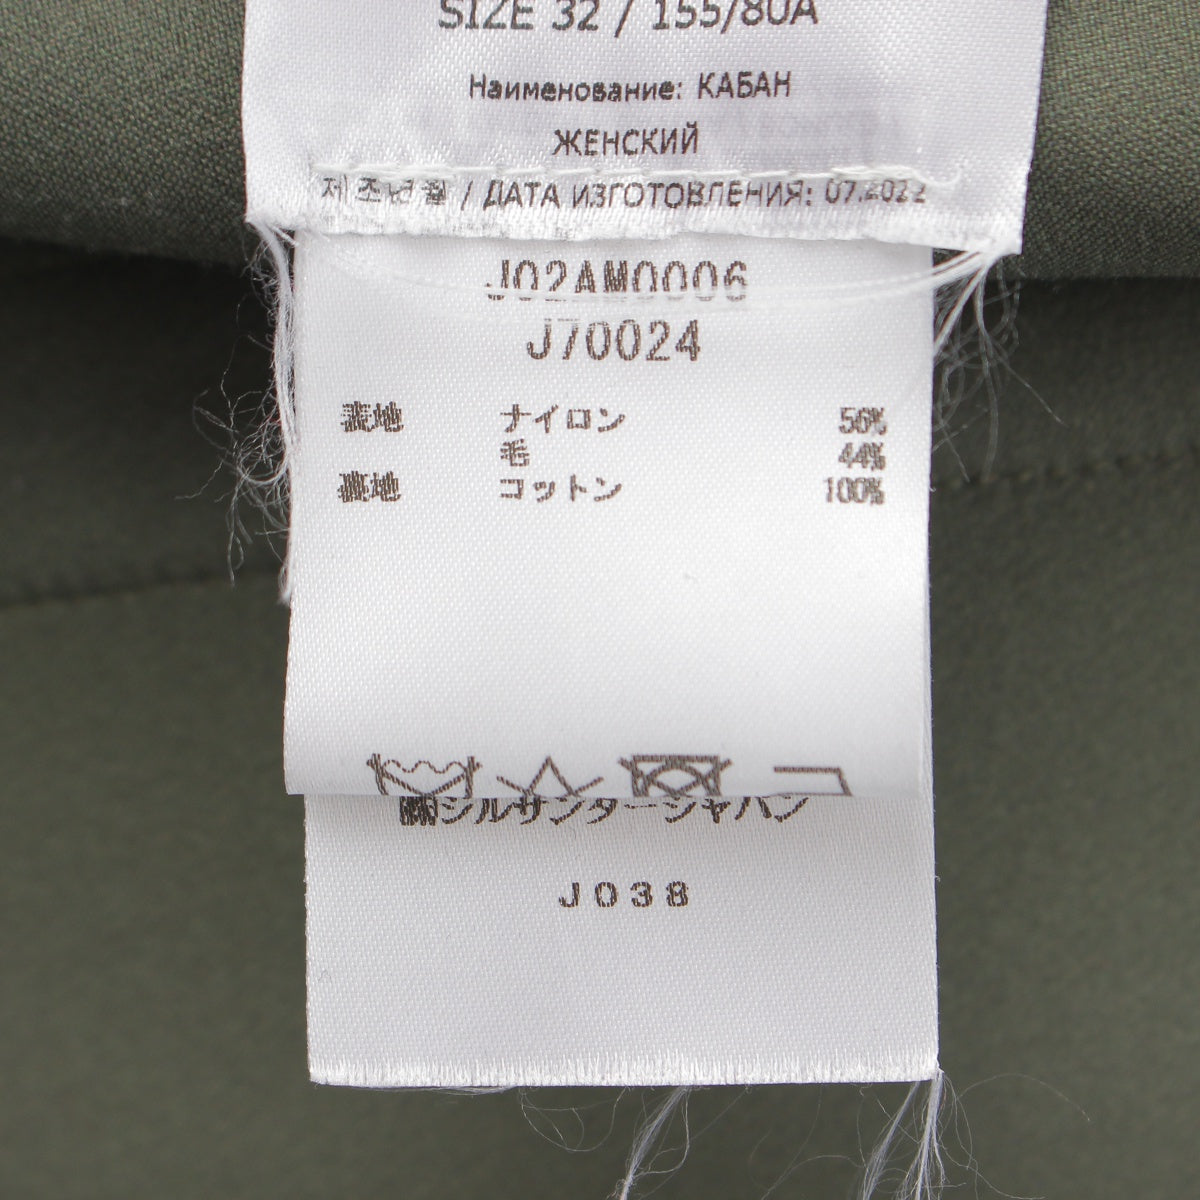 SIZE 32 / 155/80A
Наименование: КАБАН
ЖЕНСКИЙ
제조년월 / ДАТА ИЗГОТОВЛЕНИЯ: 07.2022
J02AM0006
J70024
表地 ナイロン 56%
毛 44%
裏地 コットン 100%
㈱ジルサンダージャパン
J038